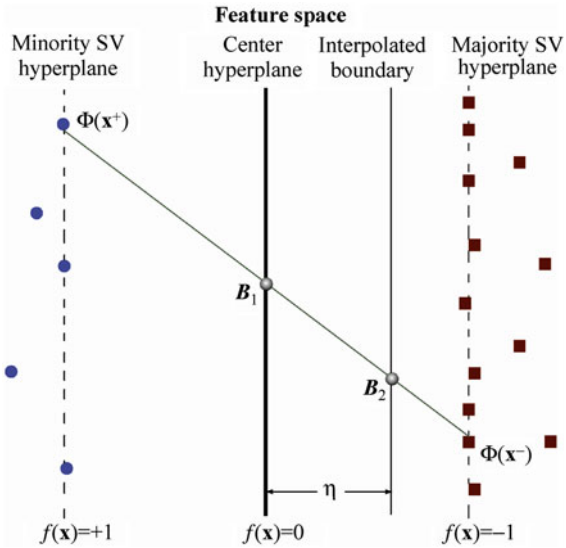 Feature space
Minority SV
hyperplane
Center
hyperplane
Interpolated
boundary
Majority SV
hyperplane
Φ(x⁺)
B₁
B₂
Φ(x⁻)
η
f(x)=+1
f(x)=0
f(x)=−1